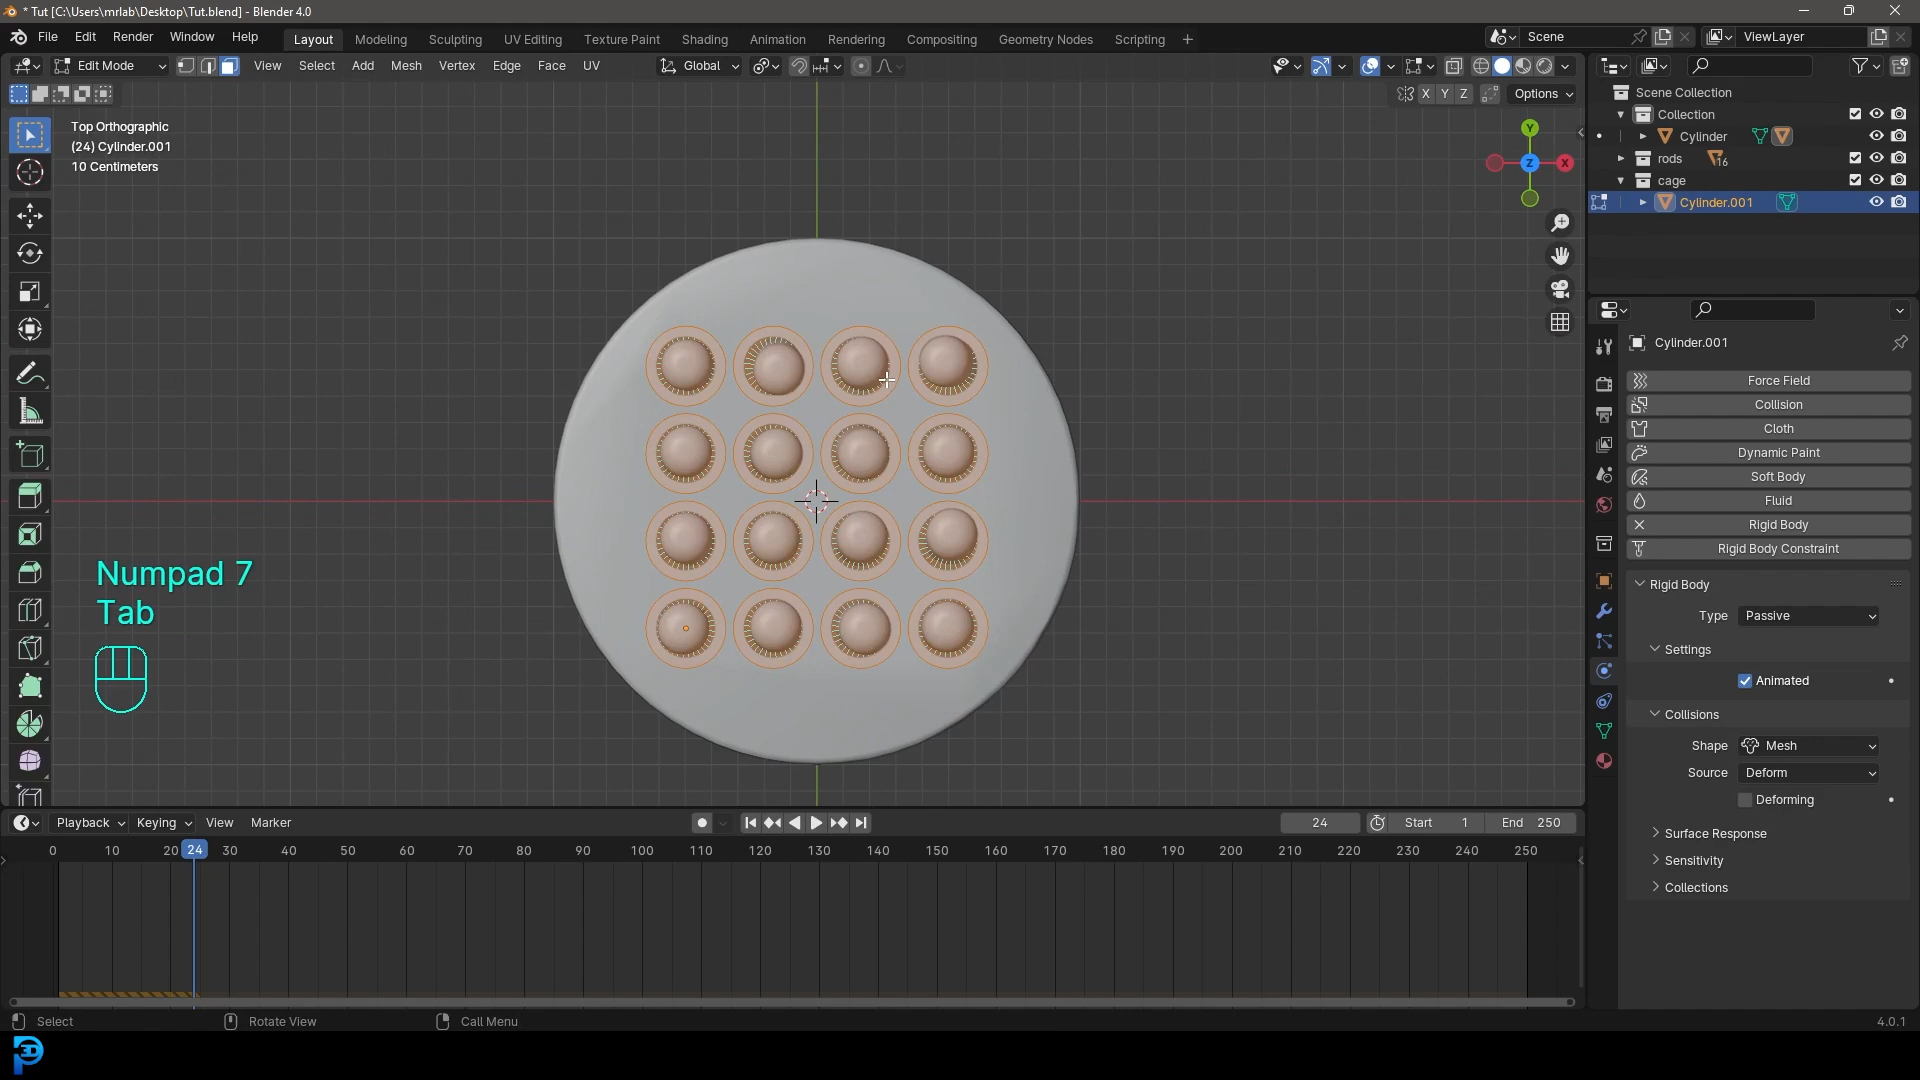 * Tut [C:\Users\mrlab\Desktop\Tut.blend] - Blender 4.0
File Edit Render Window Help Layout Modeling Sculpting UV Editing Texture Paint Shading Animation Rendering Compositing Geometry Nodes Scripting + Scene ViewLayer
Edit Mode View Select Add Mesh Vertex Edge Face UV Global
X Y Z Options
Top Orthographic
(24) Cylinder.001
10 Centimeters
Y
Z X
Numpad 7
Tab
Scene Collection
Collection
Cylinder
rods 16
cage
Cylinder.001
Cylinder.001
Force Field
Collision
Cloth
Dynamic Paint
Soft Body
Fluid
Rigid Body
Rigid Body Constraint
Rigid Body
Type Passive
Settings
Animated
Collisions
Shape Mesh
Source Deform
Deforming
Surface Response
Sensitivity
Collections
Playback Keying View Marker 24 Start 1 End 250
0 10 20 24 30 40 50 60 70 80 90 100 110 120 130 140 150 160 170 180 190 200 210 220 230 240 250
Select Rotate View Call Menu 4.0.1